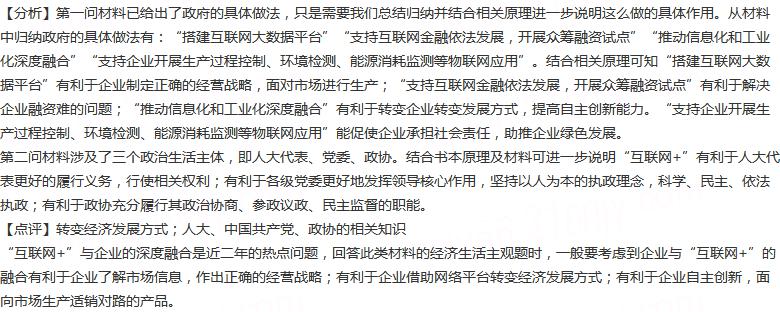 【分析】第一问材料已给出了政府的具体做法，只是需要我们总结归纳并结合相关原理进一步说明这么做的具体作用。从材
料中归纳政府的具体做法有：“搭建互联网大数据平台”“支持互联网金融依法发展，开展众筹融资试点”“推动信息化和工业
化深度融合”“支持企业开展生产过程控制、环境检测、能源消耗监测等物联网应用”。结合相关原理可知“搭建互联网大数
据平台”有利于企业制定正确的经营战略，面对市场进行生产；“支持互联网金融依法发展，开展众筹融资试点”有利于解决
企业融资难的问题；“推动信息化和工业化深度融合”有利于转变企业转变发展方式，提高自主创新能力。“支持企业开展生
产过程控制、环境检测、能源消耗监测等物联网应用”能促使企业承担社会责任，助推企业绿色发展。
第二问材料涉及了三个政治生活主体，即人大代表、党委、政协。结合书本原理及材料可进一步说明“互联网+”有利于人大代
表更好的履行义务，行使相关权利；有利于各级党委更好地发挥领导核心作用，坚持以人为本的执政理念，科学、民主、依法
执政；有利于政协充分履行其政治协商、参政议政、民主监督的职能。
【点评】转变经济发展方式；人大、中国共产党、政协的相关知识
“互联网+”与企业的深度融合是近二年的热点问题，回答此类材料的经济生活主观题时，一般要考虑到企业与“互联网+”的
融合有利于企业了解市场信息，作出正确的经营战略；有利于企业借助网络平台转变经济发展方式；有利于企业自主创新，面
向市场生产适销对路的产品。